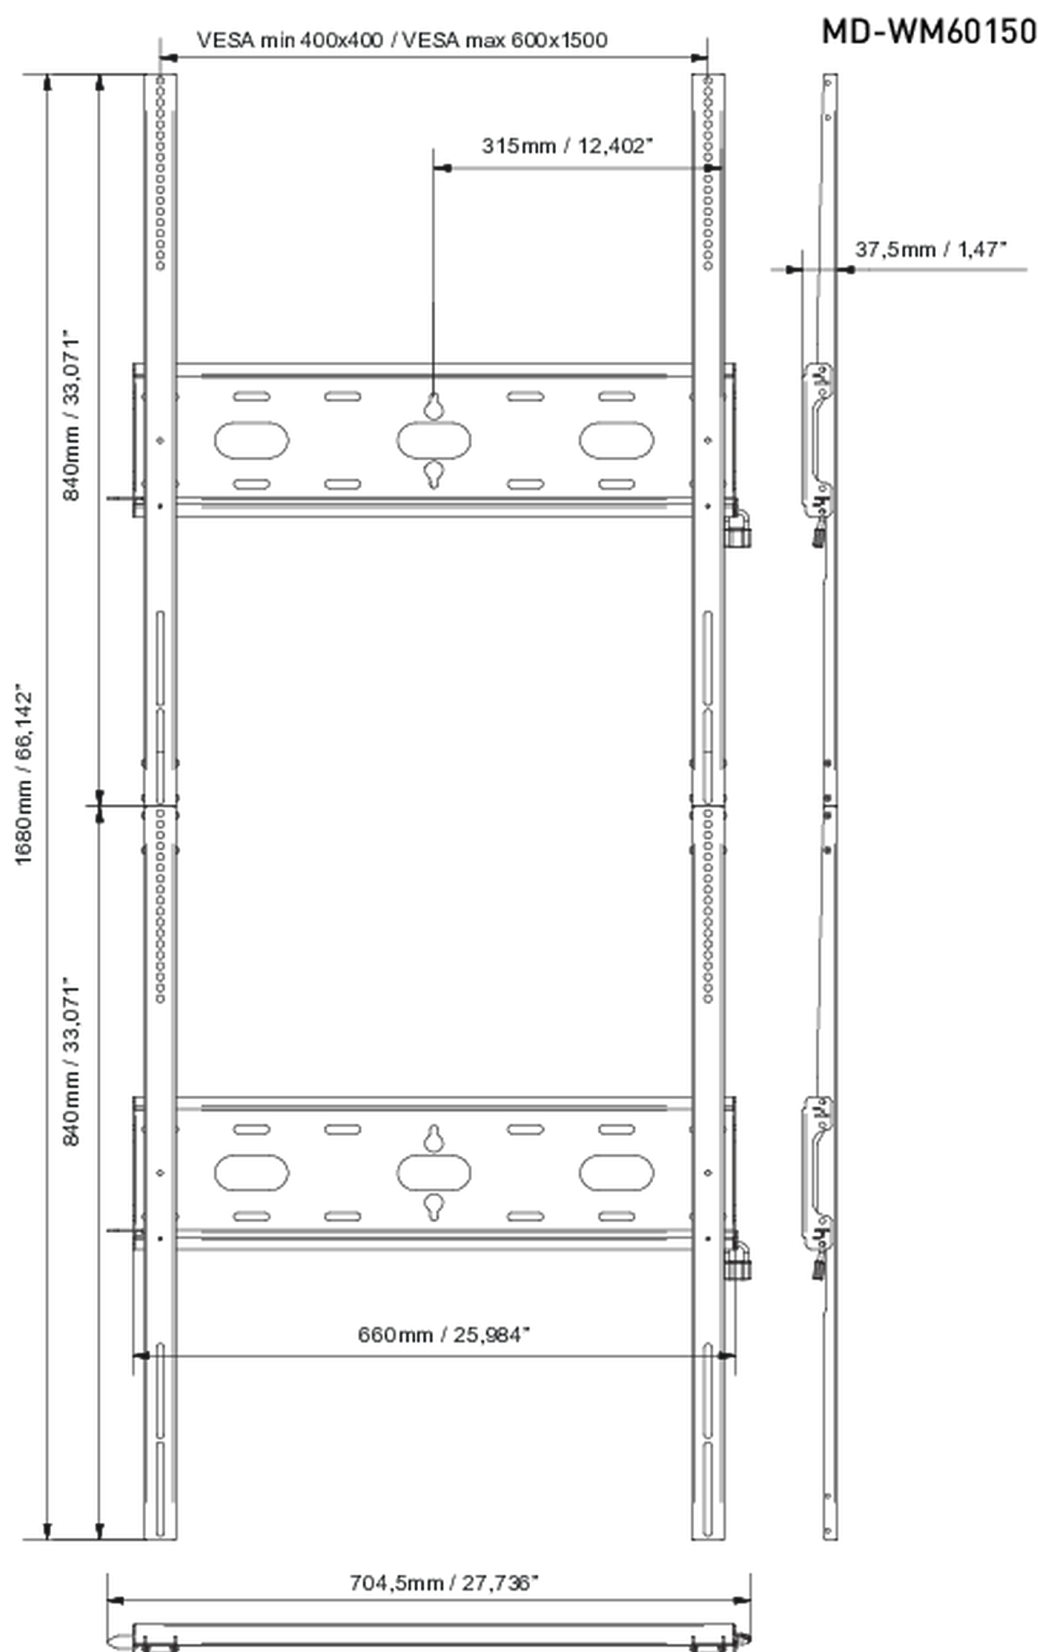 MD-WM60150
VESA min 400x400 / VESA max 600x1500
315mm / 12,402”
37,5mm / 1,47”
840mm / 33,071”
1680mm / 66,142”
840mm / 33,071”
660mm / 25,984”
704,5mm / 27,736”